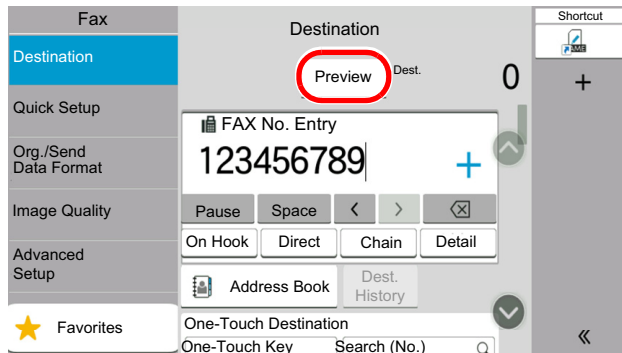 Fax
Destination
Quick Setup
Org./Send
Data Format
Image Quality
Advanced
Setup
Favorites
Destination
Preview
Dest.
0
FAX No. Entry
123456789
+
Pause
Space
<
>
On Hook
Direct
Chain
Detail
Address Book
Dest.
History
One-Touch Destination
One-Touch Key
Search (No.)
Shortcut
+
«